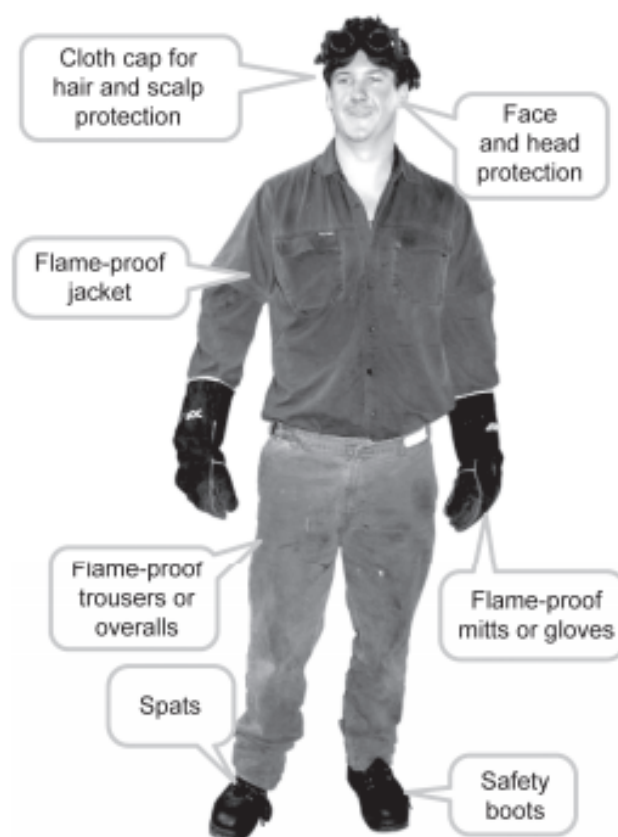 Cloth cap for
hair and scalp
protection
Face
and head
protection
Flame-proof
jacket
Flame-proof
trousers or
overalls
Flame-proof
mitts or gloves
Spats
Safety
boots